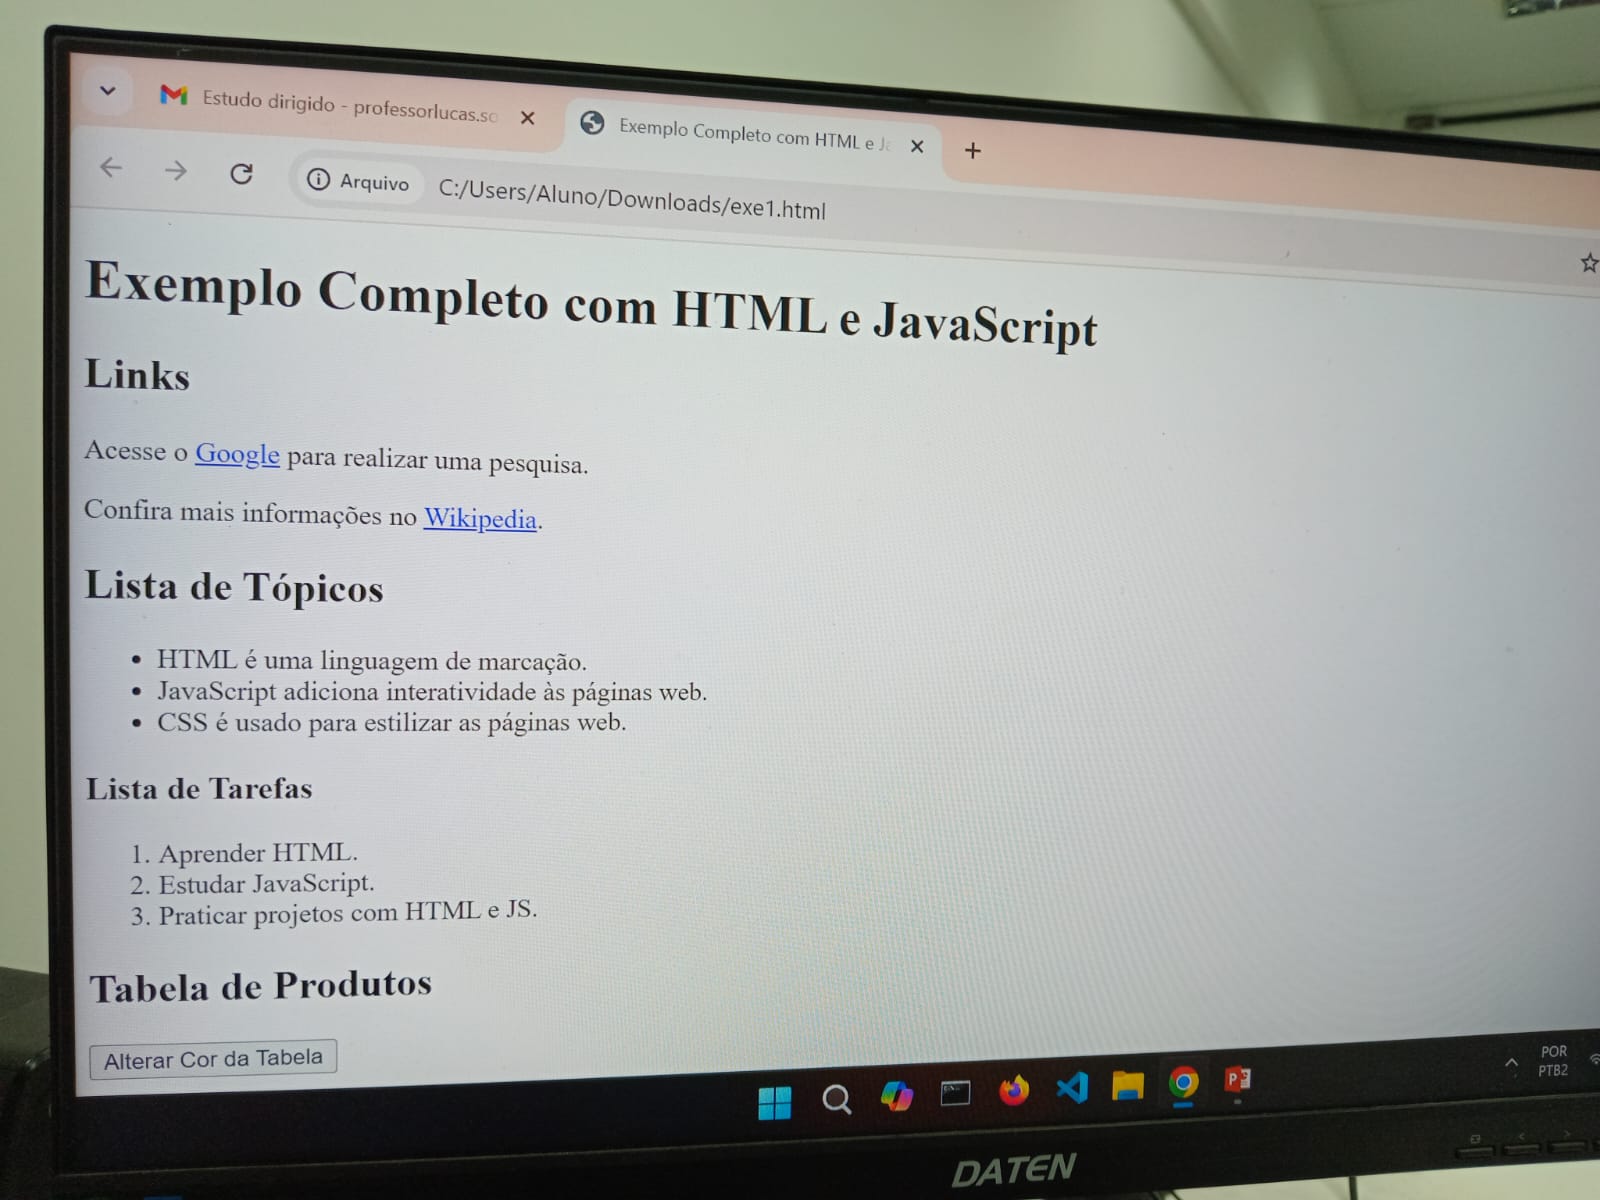 Estudo dirigido - professorlucas.so
Exemplo Completo com HTML e Ja
Arquivo
C:/Users/Aluno/Downloads/exe1.html
Exemplo Completo com HTML e JavaScript
Links
Acesse o Google para realizar uma pesquisa.
Confira mais informações no Wikipedia.
Lista de Tópicos
• HTML é uma linguagem de marcação.
• JavaScript adiciona interatividade às páginas web.
• CSS é usado para estilizar as páginas web.
Lista de Tarefas
1. Aprender HTML.
2. Estudar JavaScript.
3. Praticar projetos com HTML e JS.
Tabela de Produtos
Alterar Cor da Tabela
POR
PTB2
DATEN